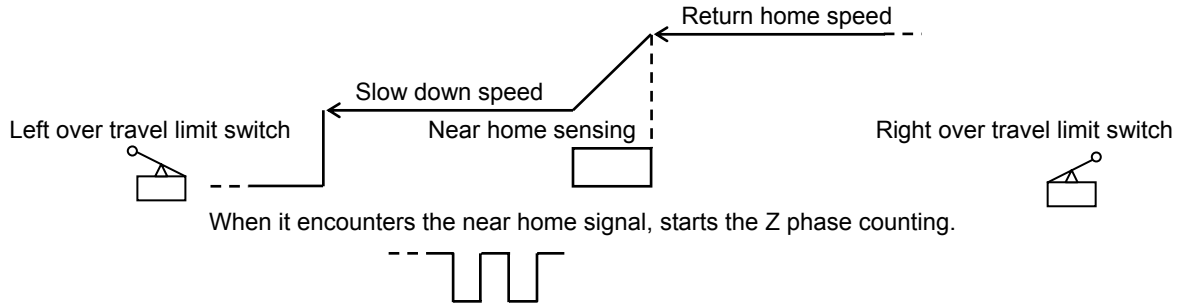 Return home speed
Slow down speed
Left over travel limit switch
Near home sensing
Right over travel limit switch
When it encounters the near home signal, starts the Z phase counting.